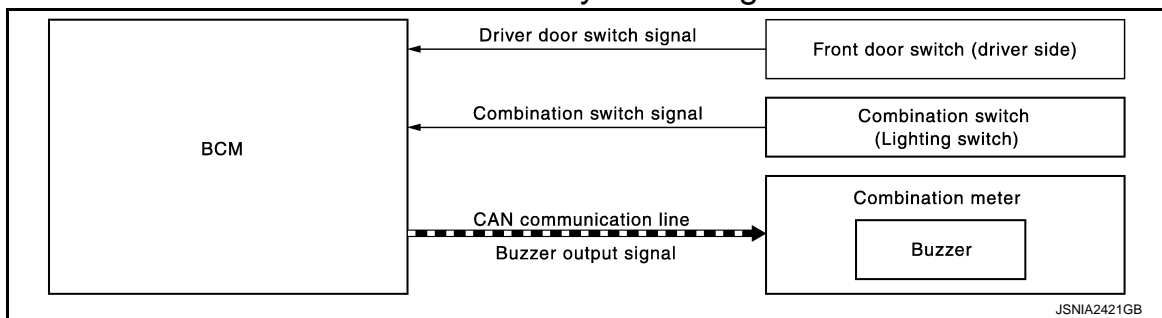 Driver door switch signal
Front door switch (driver side)
Combination switch signal
Combination switch
(Lighting switch)
BCM
Combination meter
CAN communication line
Buzzer output signal
Buzzer
JSNIA2421GB